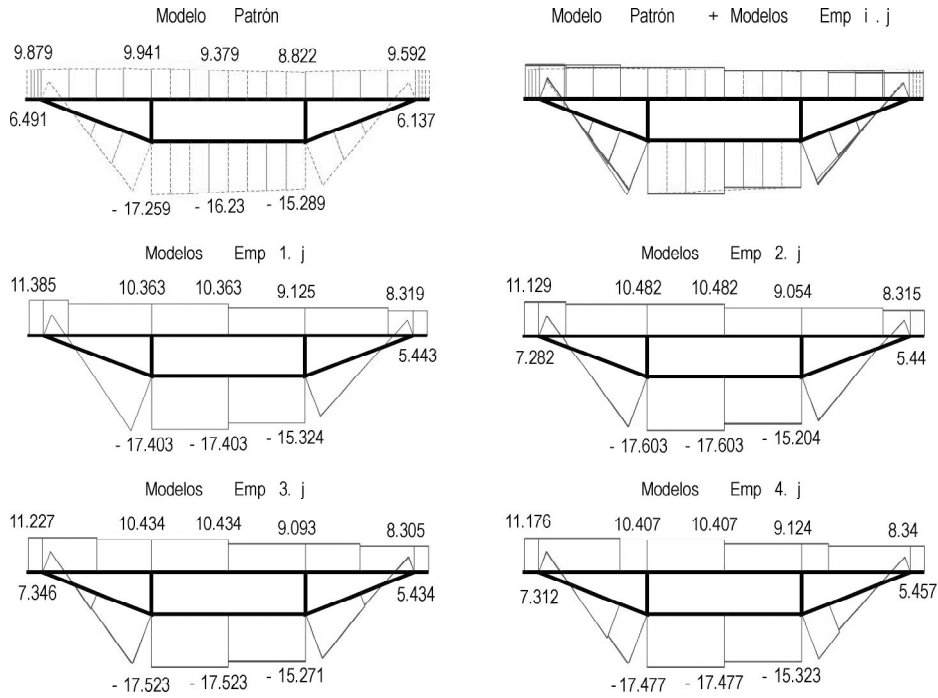 Modelo Patrón
9.879 9.941 9.379 8.822 9.592
6.491 6.137
- 17.259 - 16.23 - 15.289
Modelo Patrón + Modelos Emp i . j
Modelos Emp 1. j
11.385 10.363 10.363 9.125 8.319
5.443
- 17.403 - 17.403 - 15.324
Modelos Emp 2. j
11.129 10.482 10.482 9.054 8.315
7.282 5.44
- 17.603 - 17.603 - 15.204
Modelos Emp 3. j
11.227 10.434 10.434 9.093 8.305
7.346 5.434
- 17.523 - 17.523 - 15.271
Modelos Emp 4. j
11.176 10.407 10.407 9.124 8.34
7.312 5.457
- 17.477 - 17.477 - 15.323